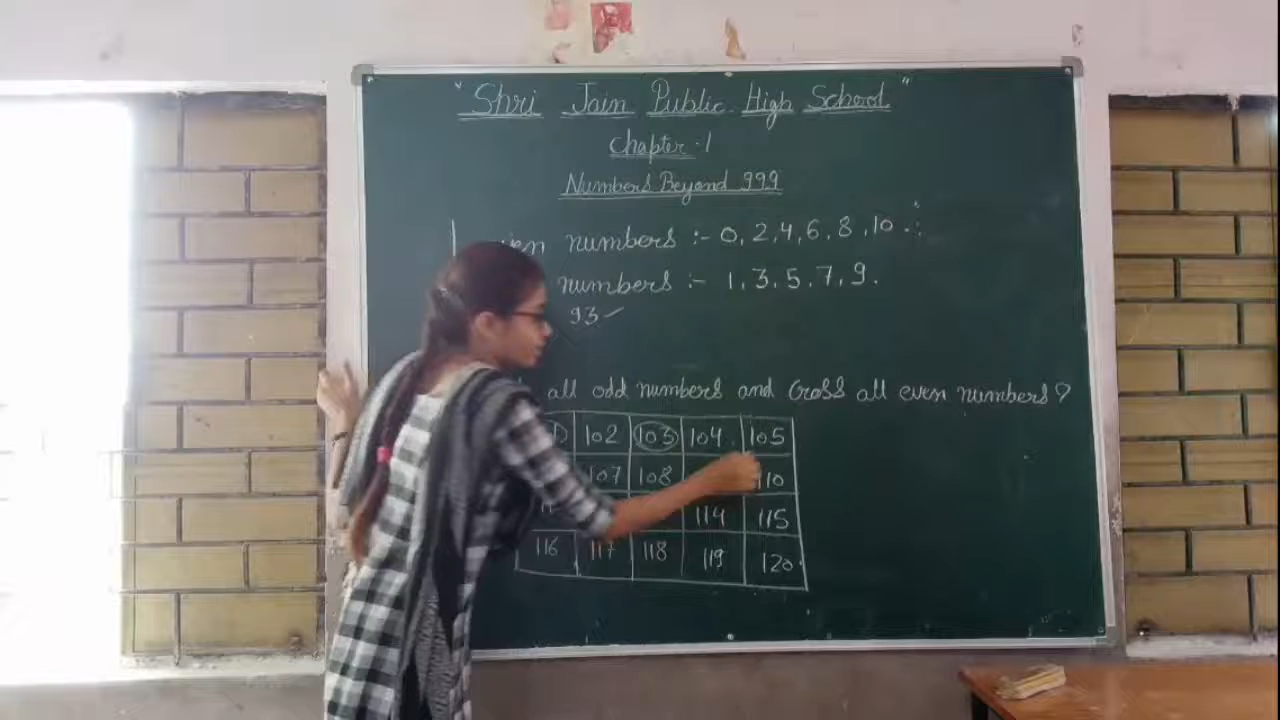 "Shri Jain Public High School"
Chapter - 1
Numbers Beyond 999
numbers :- 0, 2, 4, 6, 8, 10.
numbers :- 1, 3, 5, 7, 9.
93
all odd numbers and Cross all even numbers?
102 103 104 105
107 108 110
114 115
116 117 118 119 120